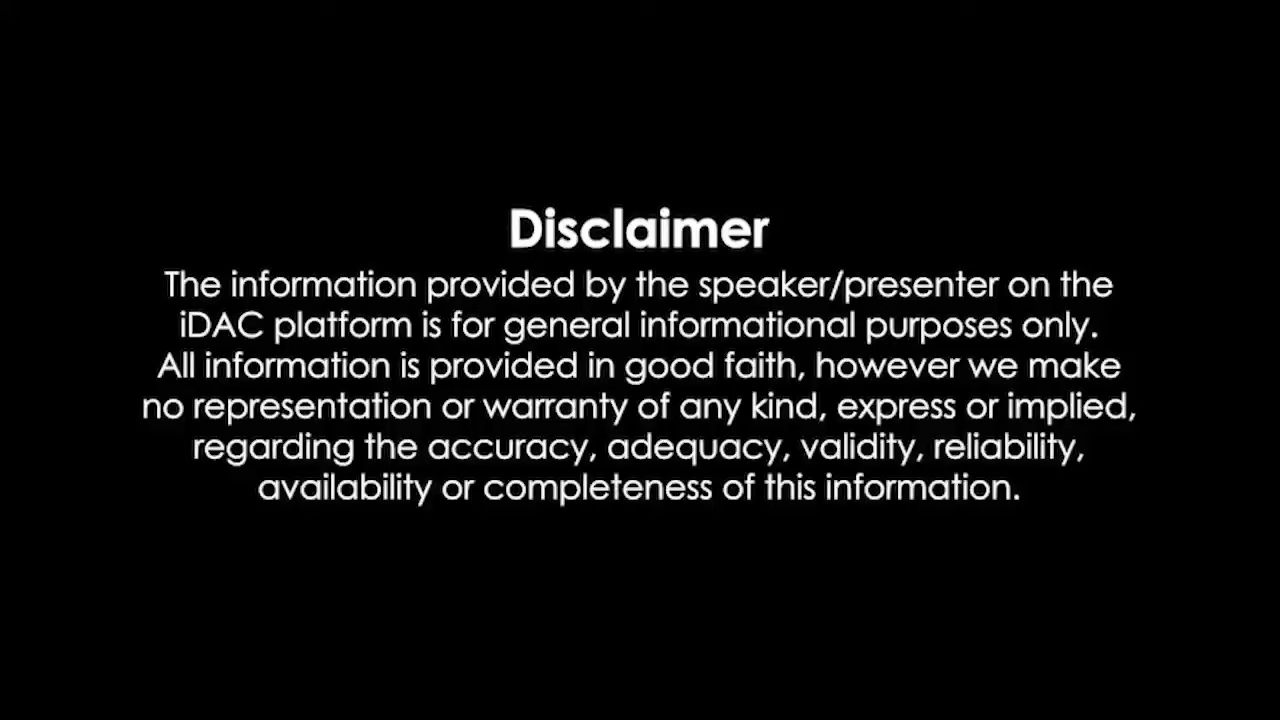 Disclaimer
The information provided by the speaker/presenter on the
iDAC platform is for general informational purposes only.
All information is provided in good faith, however we make
no representation or warranty of any kind, express or implied,
regarding the accuracy, adequacy, validity, reliability,
availability or completeness of this information.